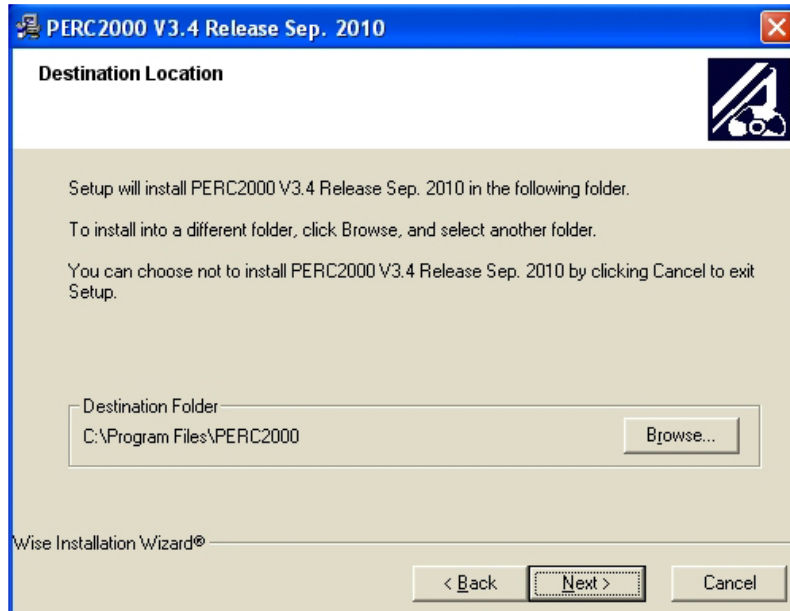 PERC2000 V3.4 Release Sep. 2010
Destination Location
Setup will install PERC2000 V3.4 Release Sep. 2010 in the following folder.
To install into a different folder, click Browse, and select another folder.
You can choose not to install PERC2000 V3.4 Release Sep. 2010 by clicking Cancel to exit
Setup.
Destination Folder
C:\Program Files\PERC2000
Browse...
Wise Installation Wizard®
< Back
Next >
Cancel